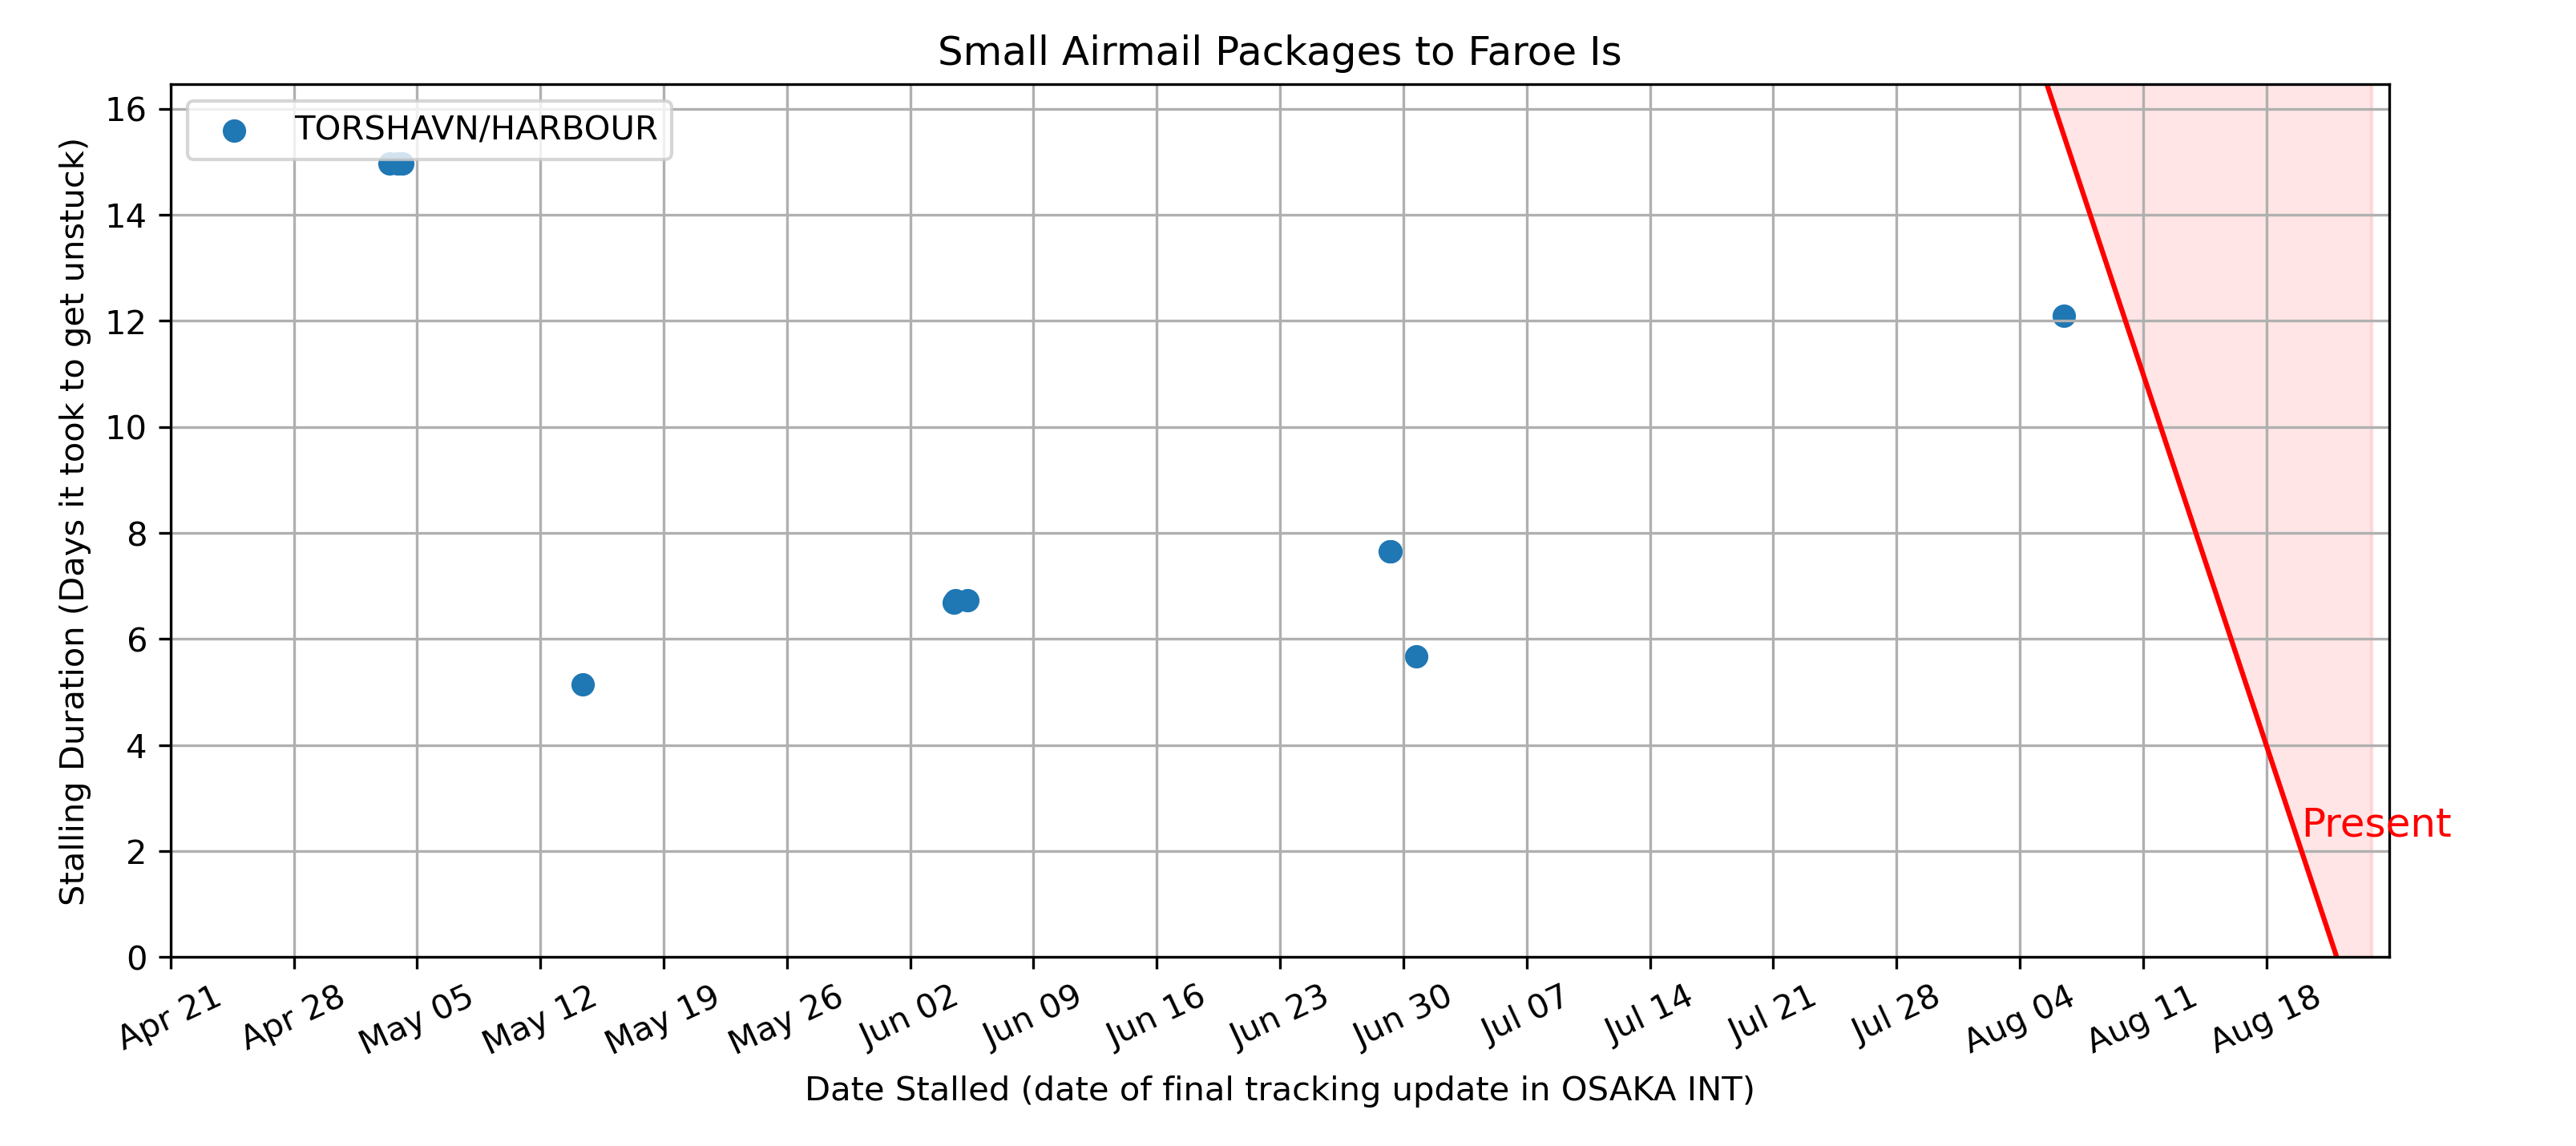 Small Airmail Packages to Faroe Is
TORSHAVN/HARBOUR
Stalling Duration (Days it took to get unstuck)
16
14
12
10
8
6
4
2
0
Present
Apr 21
Apr 28
May 05
May 12
May 19
May 26
Jun 02
Jun 09
Jun 16
Jun 23
Jun 30
Jul 07
Jul 14
Jul 21
Jul 28
Aug 04
Aug 11
Aug 18
Date Stalled (date of final tracking update in OSAKA INT)